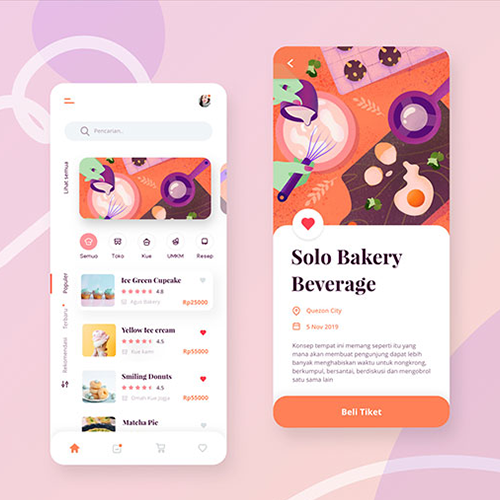 Pencarian..
Lihat semua
Semua
Toko
Kue
UMKM
Resep
Populer
Terbaru
Rekomendasi
Ice Green Cupcake
4.8
Agus Bakery
Rp25000
Yellow Ice cream
4.5
Kue kami
Rp55000
Smiling Donuts
4.5
Omah Kue Jogja
Rp55000
Matcha Pie
Solo Bakery
Beverage
Quezon City
5 Nov 2019
Konsep tempat ini memang seperti itu yang
mana akan membuat pengunjung dapat lebih
banyak menghabiskan waktu untuk nongkrong,
berkumpul, bersantai, berdiskusi dan mengobrol
satu sama lain
Beli Tiket